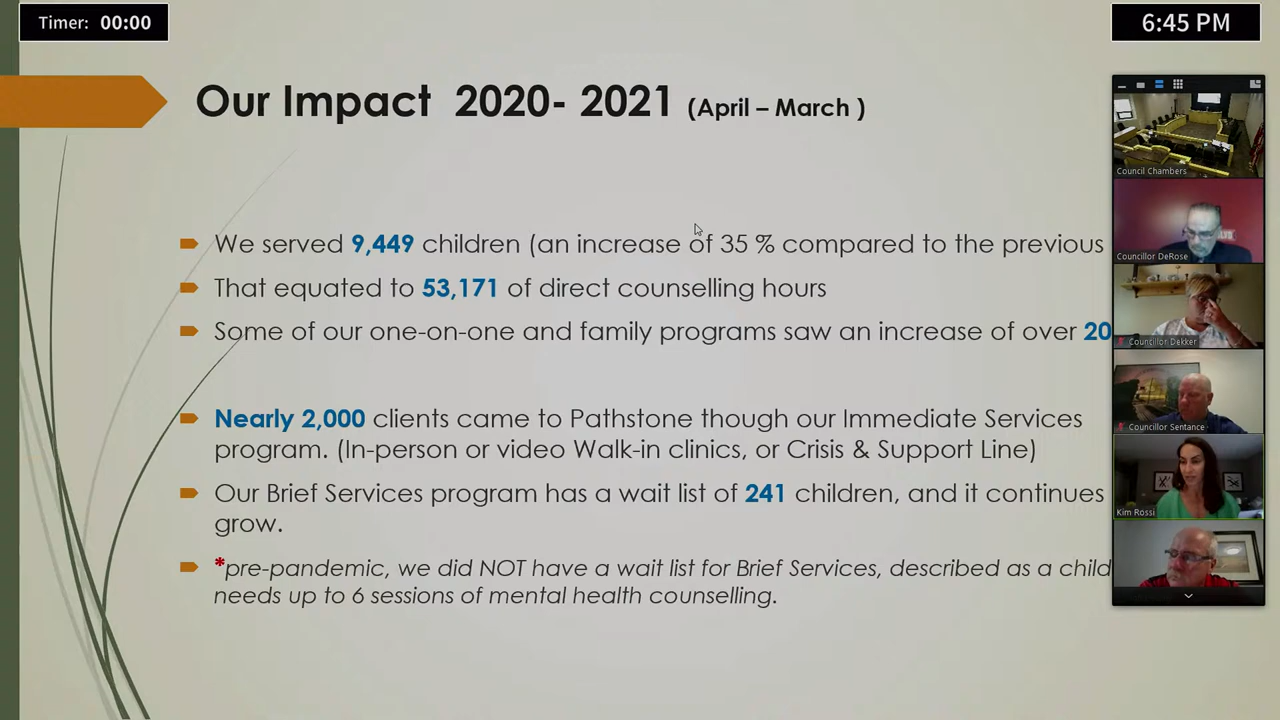 Timer: 00:00
6:45 PM
Our Impact 2020- 2021 (April – March )
We served 9,449 children (an increase of 35 % compared to the previous
That equated to 53,171 of direct counselling hours
Some of our one-on-one and family programs saw an increase of over 20
Nearly 2,000 clients came to Pathstone though our Immediate Services
program. (In-person or video Walk-in clinics, or Crisis & Support Line)
Our Brief Services program has a wait list of 241 children, and it continues
grow.
*pre-pandemic, we did NOT have a wait list for Brief Services, described as a child
needs up to 6 sessions of mental health counselling.
Council Chambers
Councillor DeRose
Councillor Dekker
Councillor Sentance
Kim Rossi